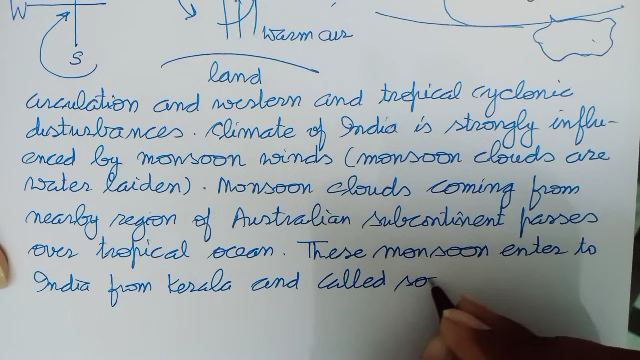 W
S
warm air
land
circulation and western and tropical cyclonic
disturbances. Climate of India is strongly influ-
enced by monsoon winds (monsoon clouds are
water laiden). Monsoon clouds coming from
nearby region of Australian subcontinent passes
over tropical ocean. These monsoon enter to
India from Kerala and called so